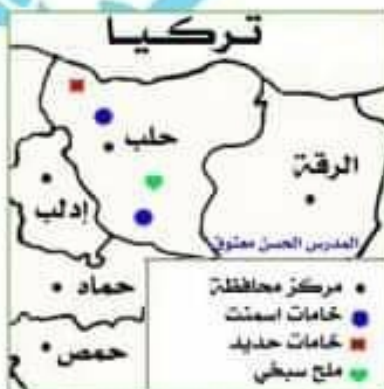 تركيا
حلب
الرقة
إدلب
المدرس الحسن معتوق
حماه
حمص
مركز محافظة
خامات اسمنت
خامات حديد
ملح سبخي